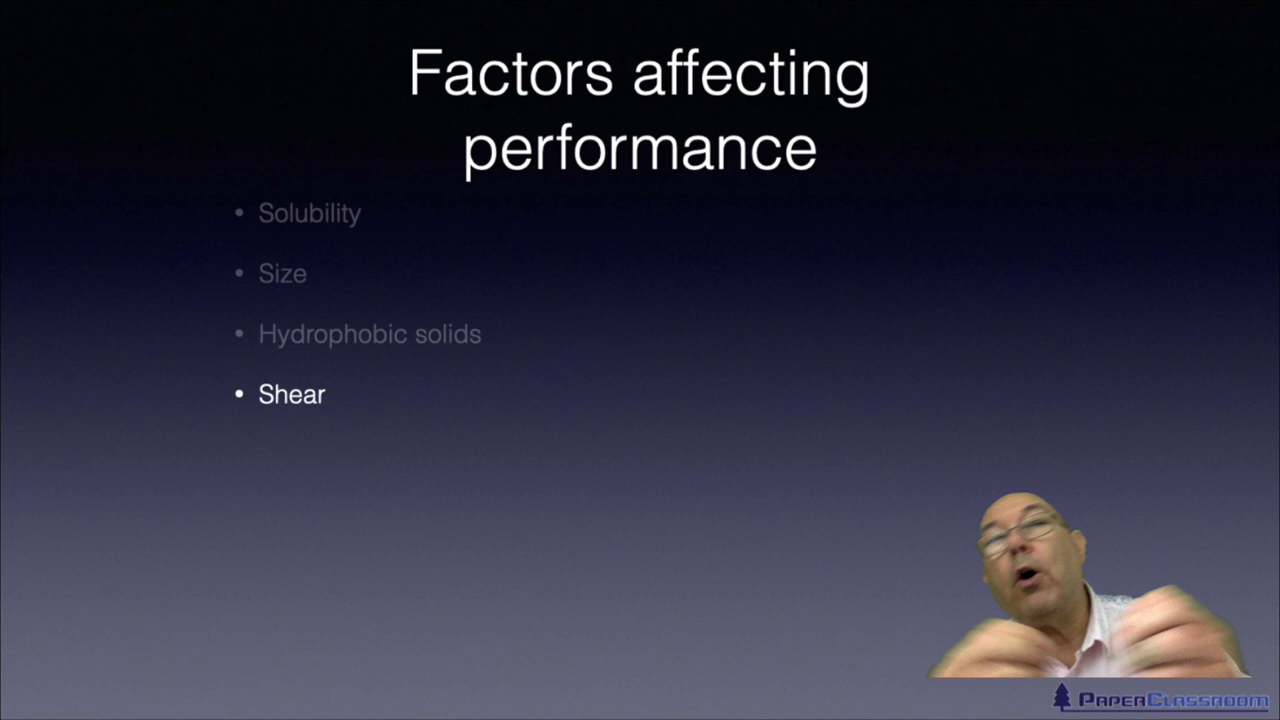 Factors affecting
performance
• Solubility
• Size
• Hydrophobic solids
• Shear
PaperClassroom